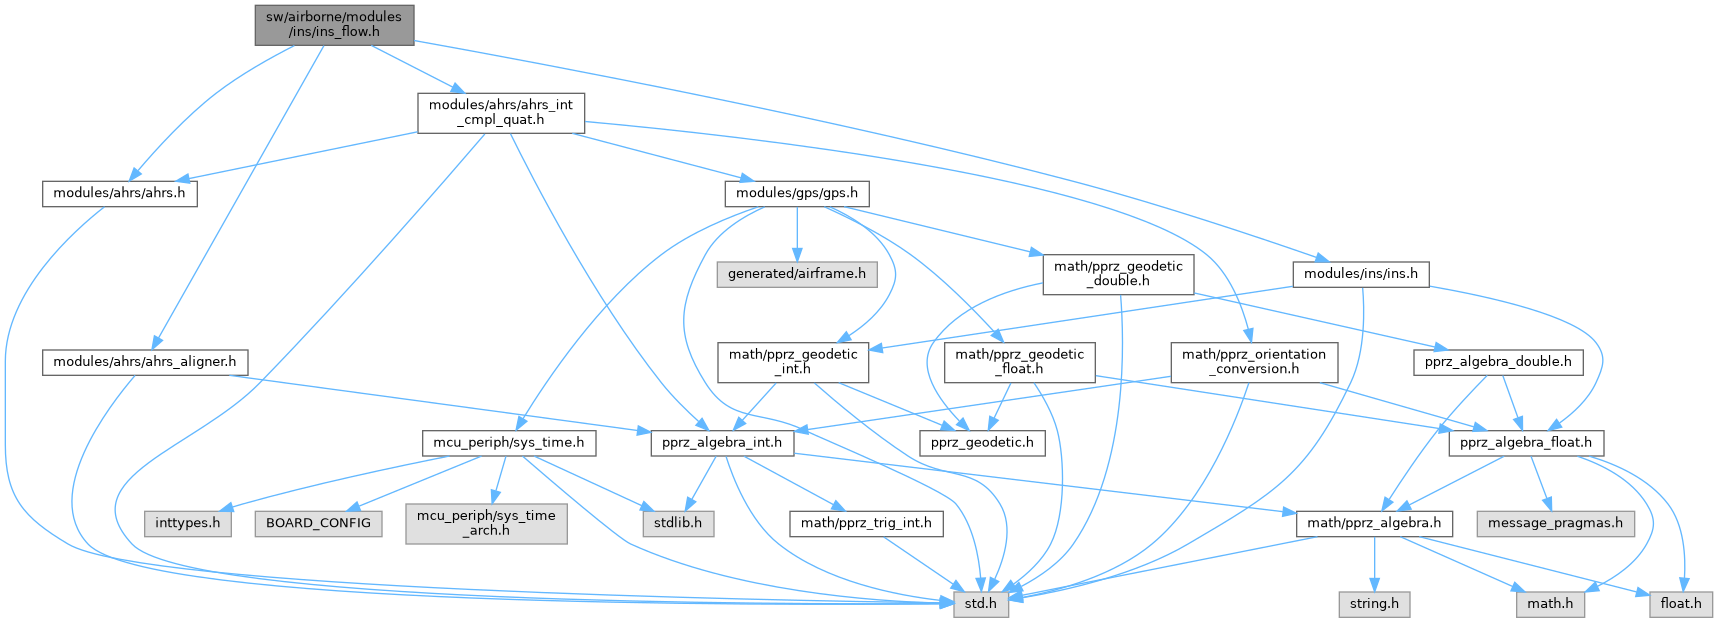 sw/airborne/modules
/ins/ins_flow.h
modules/ahrs/ahrs_int
_cmpl_quat.h
modules/ahrs/ahrs.h
modules/gps/gps.h
generated/airframe.h
math/pprz_geodetic
_double.h
modules/ins/ins.h
modules/ahrs/ahrs_aligner.h
math/pprz_geodetic
_int.h
math/pprz_geodetic
_float.h
math/pprz_orientation
_conversion.h
pprz_algebra_double.h
mcu_periph/sys_time.h
pprz_algebra_int.h
pprz_geodetic.h
pprz_algebra_float.h
inttypes.h
BOARD_CONFIG
mcu_periph/sys_time
_arch.h
stdlib.h
math/pprz_trig_int.h
math/pprz_algebra.h
message_pragmas.h
std.h
string.h
math.h
float.h